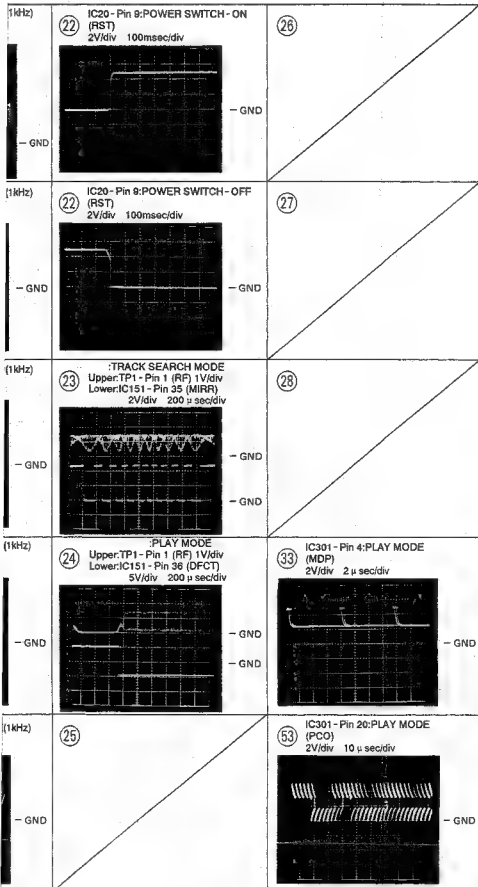 1kHz)
22
IC20 - Pin 9:POWER SWITCH - ON
(RST)
2V/div 100msec/div
26
- GND
- GND
(1kHz)
22
IC20 - Pin 9:POWER SWITCH - OFF
(RST)
2V/div 100msec/div
27
- GND
- GND
(1kHz)
23
:TRACK SEARCH MODE
Upper:TP1 - Pin 1 (RF) 1V/div
Lower:IC151 - Pin 35 (MIRR)
2V/div 200 μ sec/div
28
- GND
- GND
- GND
(1kHz)
24
:PLAY MODE
Upper:TP1 - Pin 1 (RF) 1V/div
Lower:IC151 - Pin 36 (DFCT)
5V/div 200 μ sec/div
33
IC301 - Pin 4:PLAY MODE
(MDP)
2V/div 2 μ sec/div
- GND
- GND
- GND
- GND
(1kHz)
25
53
IC301 - Pin 20:PLAY MODE
(PCO)
2V/div 10 μ sec/div
- GND
- GND